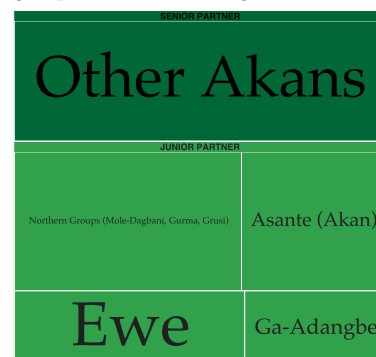 SENIOR PARTNER
Other Akans
JUNIOR PARTNER
Northern Groups (Mole-Dagbani, Gurma, Grusi)
Asante (Akan)
Ewe
Ga-Adangbe